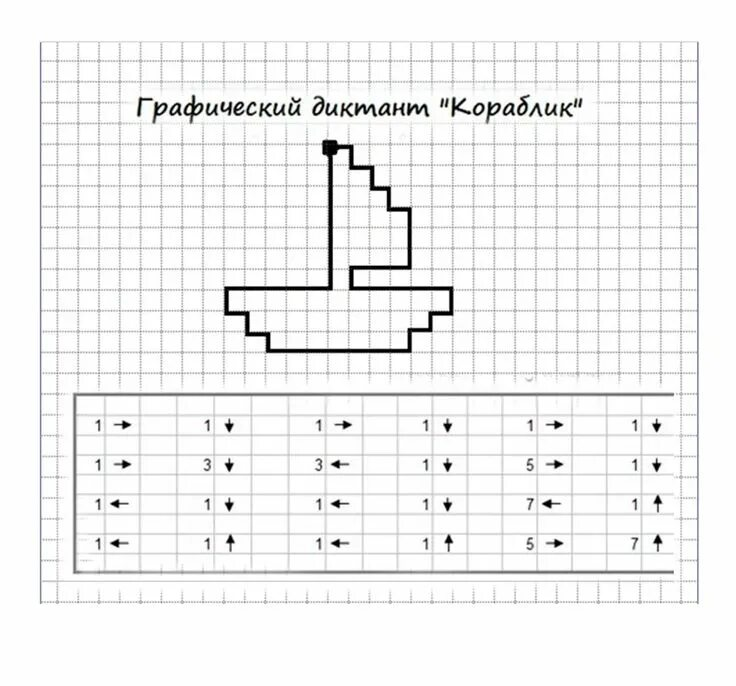 Графический диктант "Кораблик"
1 → 1 ↓ 1 → 1 ↓ 1 → 1 ↓
1 → 3 ↓ 3 ← 1 ↓ 5 → 1 ↓
1 ← 1 ↓ 1 ← 1 ↓ 7 ← 1 ↑
1 ← 1 ↑ 1 ← 1 ↑ 5 → 7 ↑